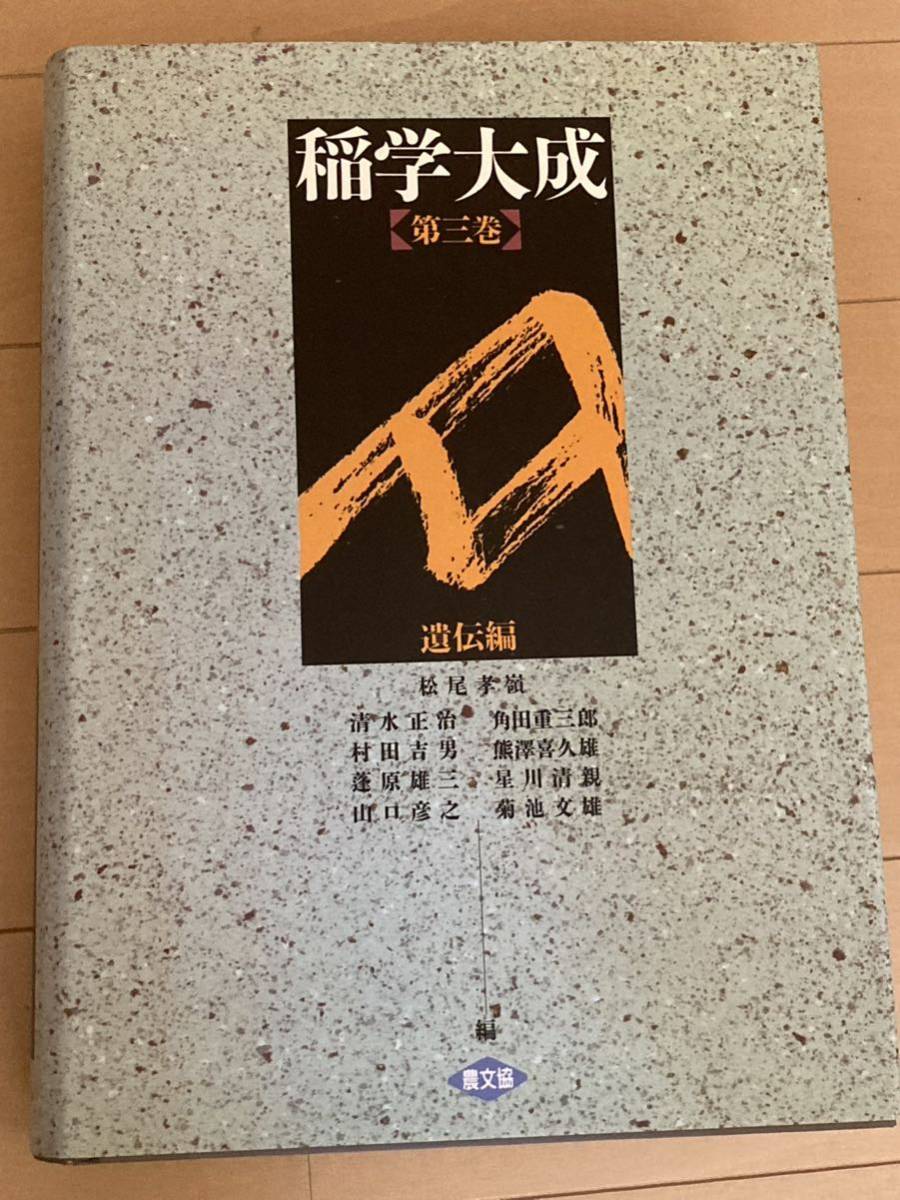 稲学大成
第三巻
遺伝編
松尾孝嶺
清水正治 角田重三郎
村田吉男 熊澤喜久雄
蓬原雄三 星川清親
山口彦之 菊池文雄
編
農文協